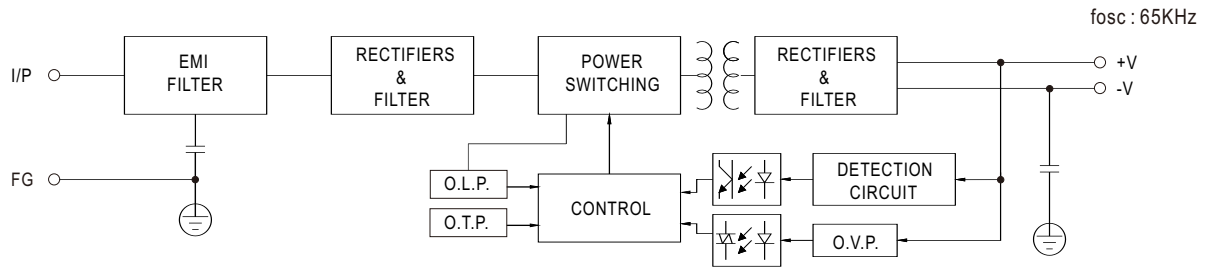 fosc : 65KHz
I/P
EMI
FILTER
RECTIFIERS
&
FILTER
POWER
SWITCHING
RECTIFIERS
&
FILTER
+V
-V
FG
O.L.P.
O.T.P.
CONTROL
DETECTION
CIRCUIT
O.V.P.